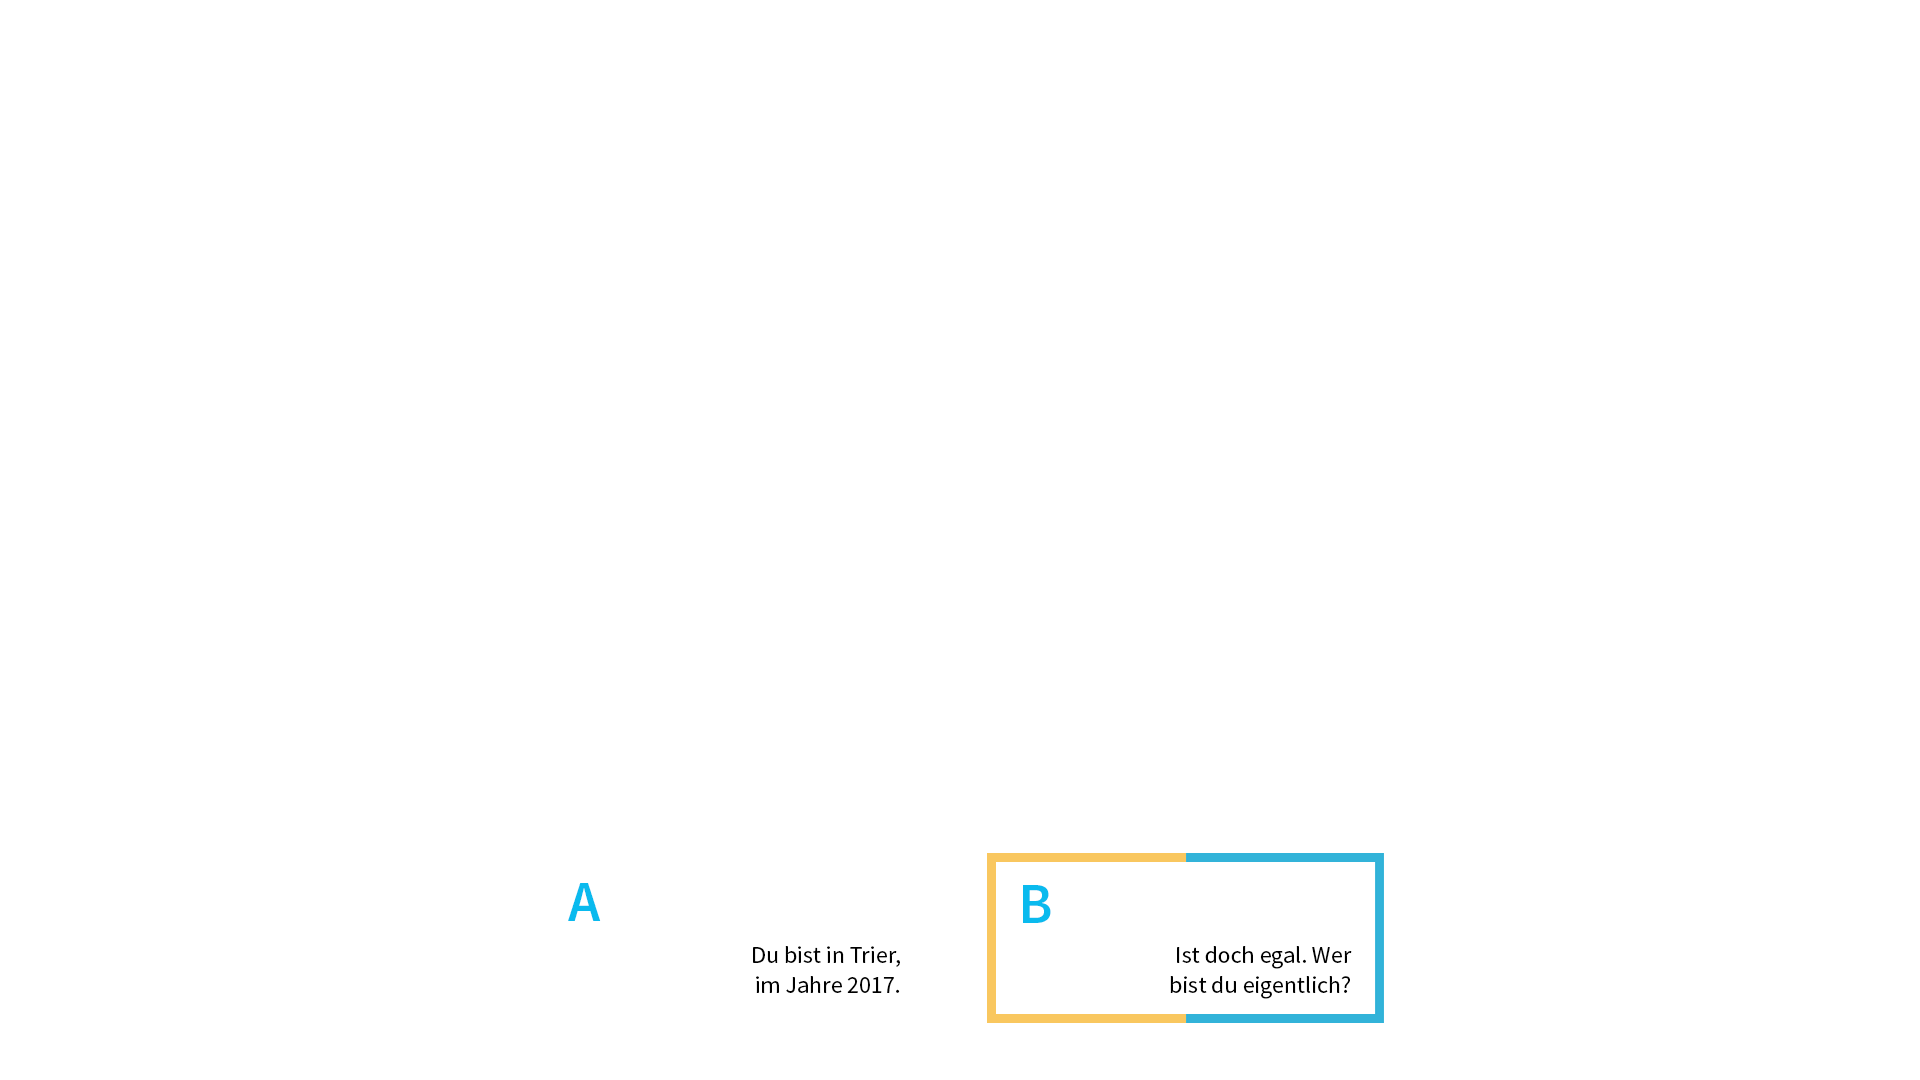 A
Du bist in Trier,
im Jahre 2017.
B
Ist doch egal. Wer
bist du eigentlich?